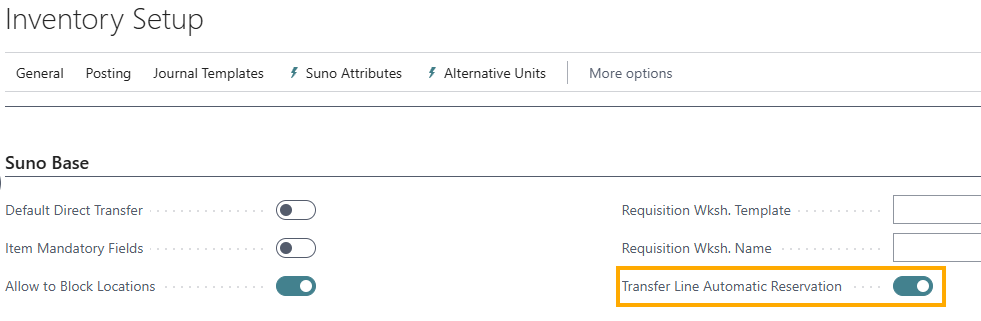 Inventory Setup
General Posting Journal Templates Suno Attributes Alternative Units More options
Suno Base
Default Direct Transfer
Item Mandatory Fields
Allow to Block Locations
Requisition Wksh. Template
Requisition Wksh. Name
Transfer Line Automatic Reservation